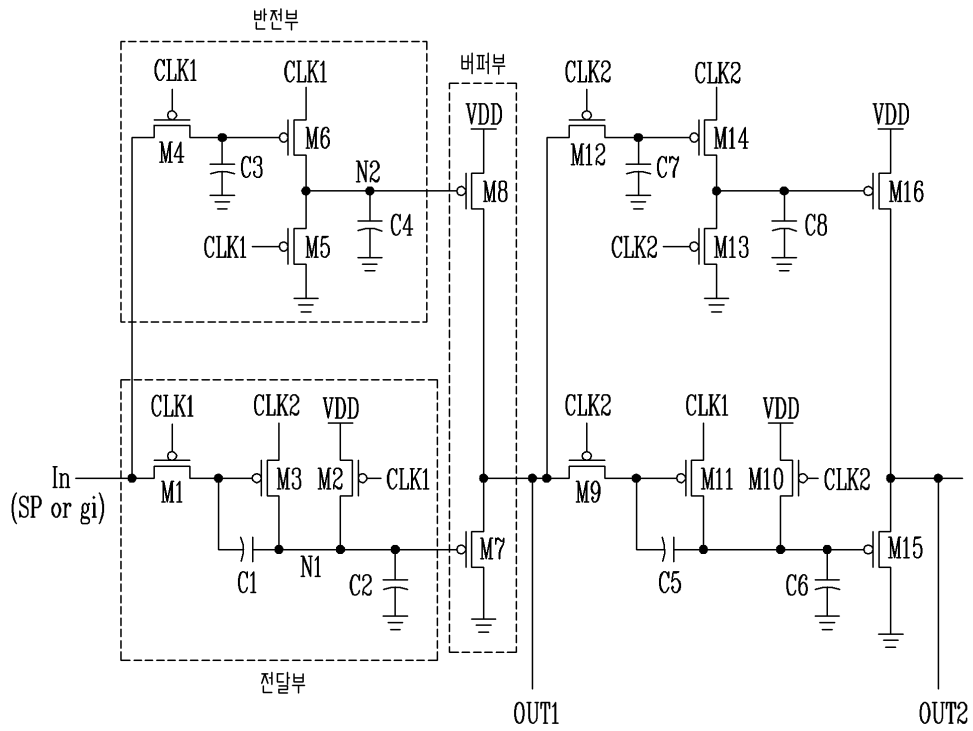 반전부
버퍼부
CLK1
CLK1
CLK2
CLK2
VDD
M4
M6
M8
M12
M14
M16
C3
N2
C4
C7
C8
CLK1
M5
CLK2
M13
CLK1
CLK2
VDD
CLK2
CLK1
VDD
In
(SP or gi)
M1
M3
M2
CLK1
M9
M11
M10
CLK2
M7
M15
C1
N1
C2
C5
C6
전달부
OUT1
OUT2